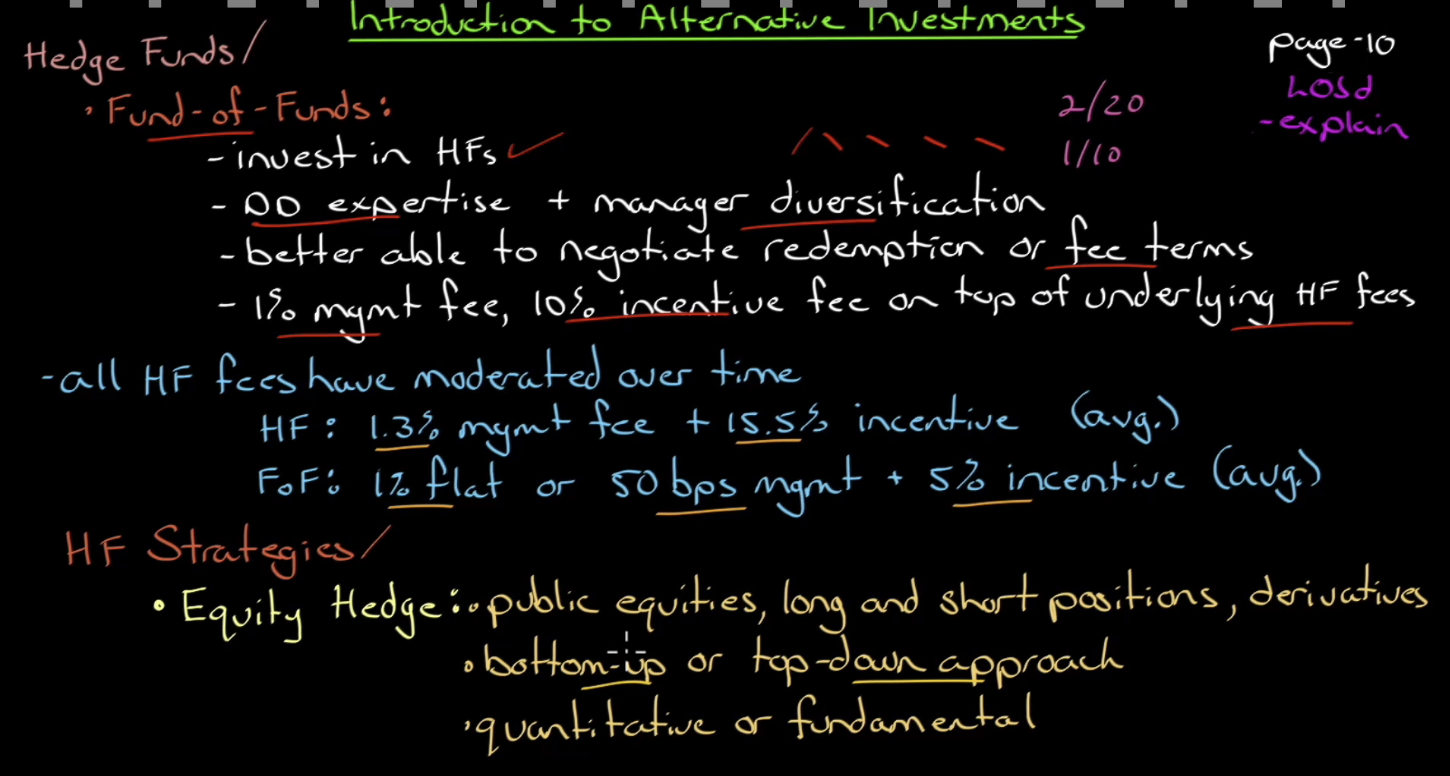 Introduction to Alternative Investments
page-10
LOSd
-explain
Hedge Funds/
• Fund-of-Funds:
2/20
1/10
- invest in HFs ✓
- DD expertise + manager diversification
- better able to negotiate redemption or fee terms
- 1% mgmt fee, 10% incentive fee on top of underlying HF fees
- all HF fees have moderated over time
HF: 1.3% mgmt fee + 15.5% incentive (avg.)
FoF: 1% flat or 50 bps mgmt + 5% incentive (avg.)
HF Strategies/
• Equity Hedge: • public equities, long and short positions, derivatives
• bottom-up or top-down approach
• quantitative or fundamental